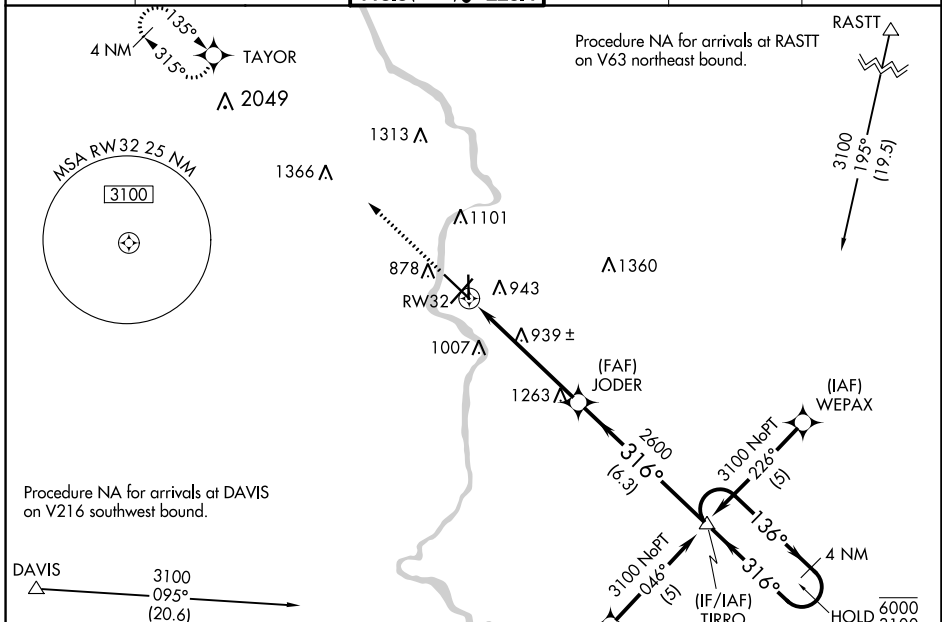 135°
4 NM
315°
TAYOR
2049
Procedure NA for arrivals at RASTT
on V63 northeast bound.
RASTT
3100
195°
(19.5)
1313
1366
MSA RW32 25 NM
3100
1101
878
1360
943
RW32
939 ±
1007
(FAF)
JODER
1263
(IAF)
WEPAX
2600
316°
(6.3)
3100 NoPT
226°
(5)
Procedure NA for arrivals at DAVIS
on V216 southwest bound.
136°
4 NM
316°
DAVIS
3100
095°
(20.6)
3100 NoPT
046°
(5)
(IF/IAF)
TIRRO
HOLD
6000
3100